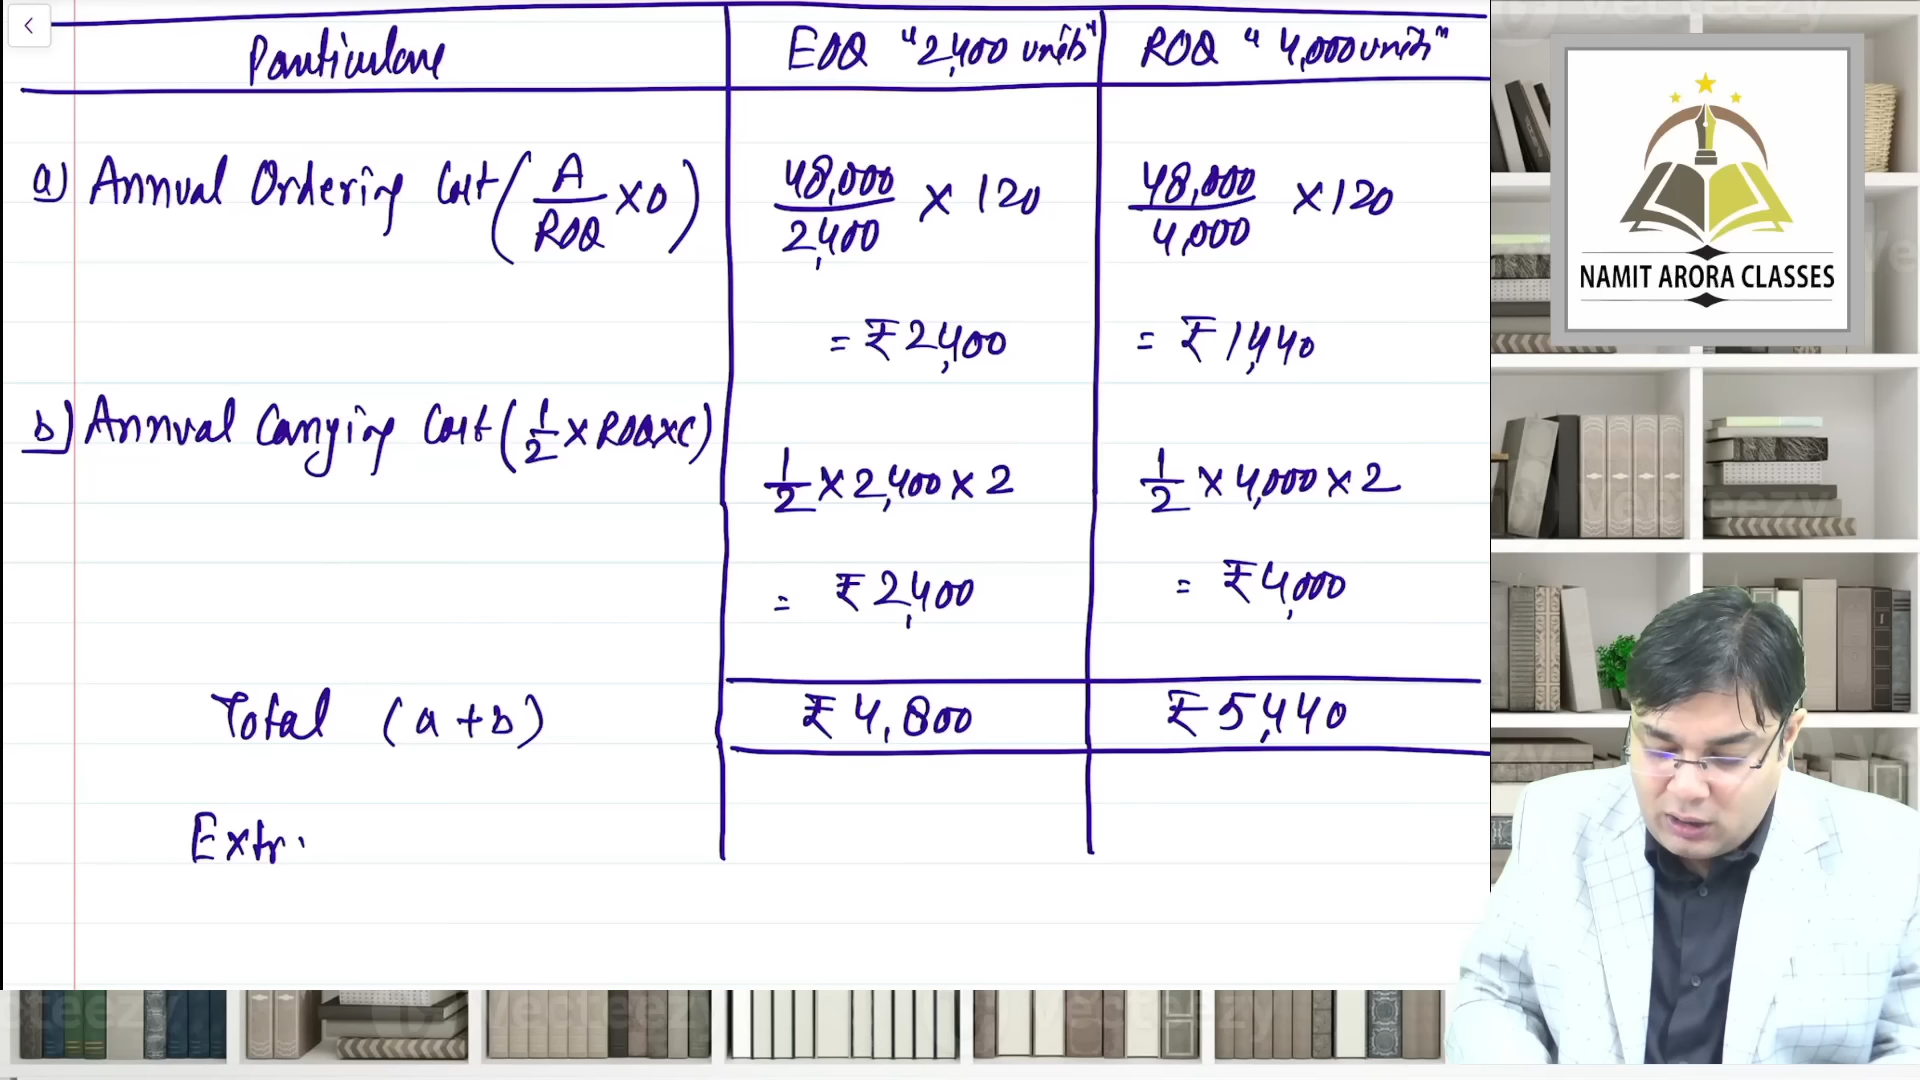 Particulars EOQ "2,400 units" ROQ "4,000 units"
a) Annual Ordering Cost (A/ROQ × O) 48,000/2,400 × 120 48,000/4,000 × 120
= ₹2,400 = ₹1,440
b) Annual Carrying Cost (1/2 × ROQ × C)
1/2 × 2,400 × 2 1/2 × 4,000 × 2
= ₹2,400 = ₹4,000
Total (a+b) ₹4,800 ₹5,440
Extr
NAMIT ARORA CLASSES